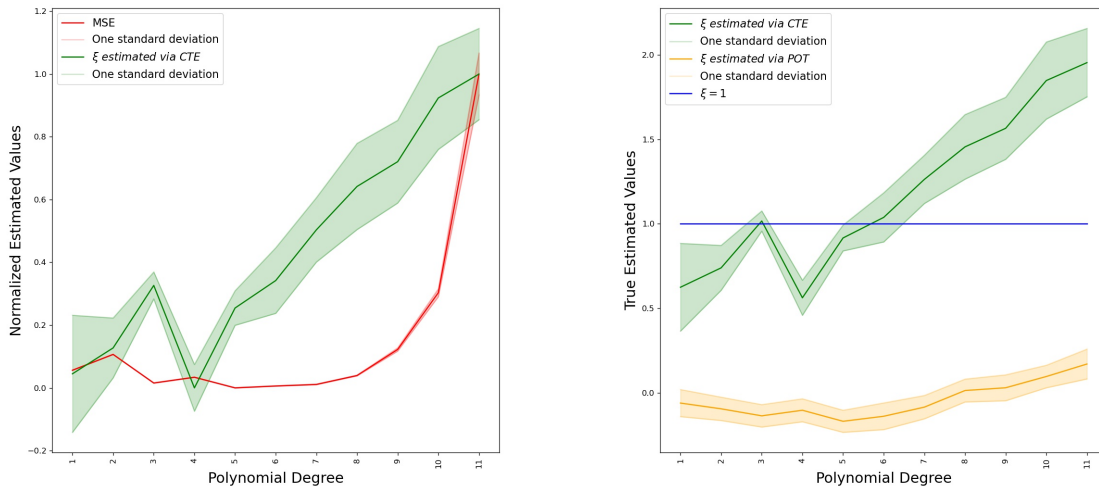 MSE
One standard deviation
ξ estimated via CTE
One standard deviation
1.2
1.0
0.8
0.6
0.4
0.2
0.0
−0.2
Normalized Estimated Values
1 2 3 4 5 6 7 8 9 10 11
Polynomial Degree
ξ estimated via CTE
One standard deviation
ξ estimated via POT
One standard deviation
ξ = 1
2.0
1.5
1.0
0.5
0.0
True Estimated Values
1 2 3 4 5 6 7 8 9 10 11
Polynomial Degree